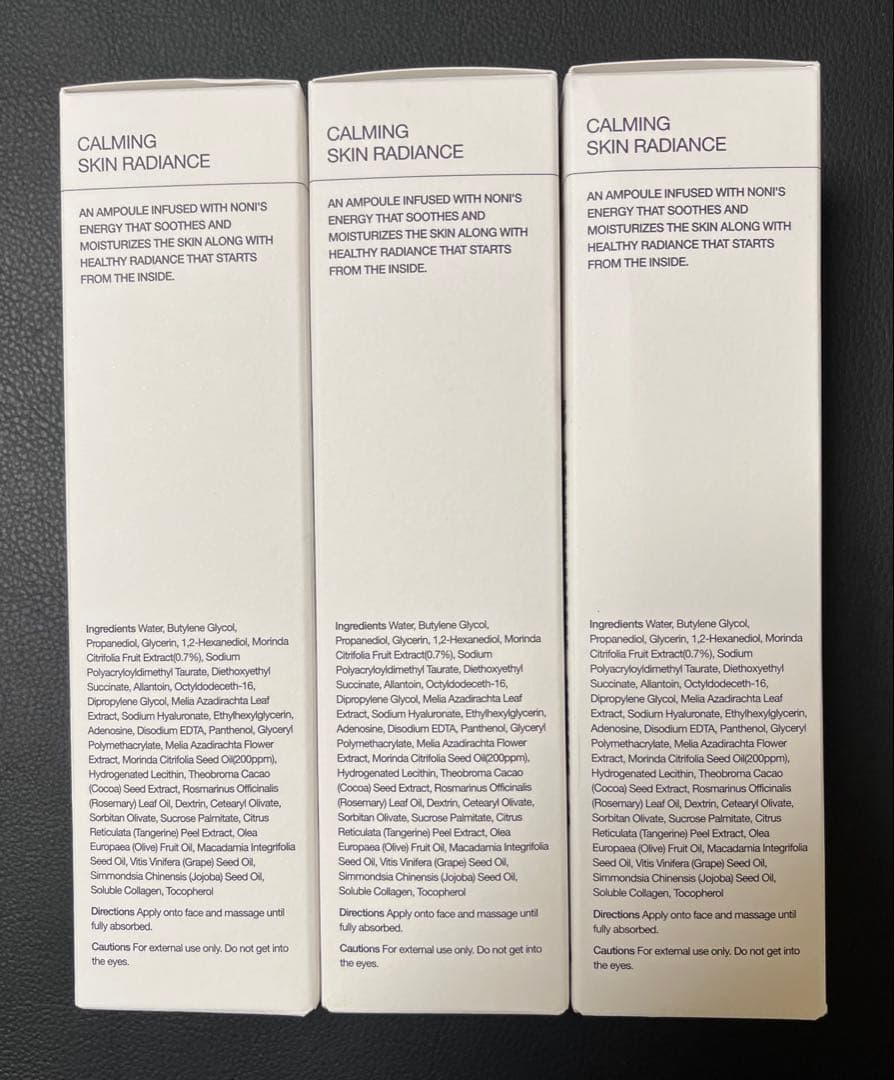 CALMING
SKIN RADIANCE
AN AMPOULE INFUSED WITH NONI'S
ENERGY THAT SOOTHES AND
MOISTURIZES THE SKIN ALONG WITH
HEALTHY RADIANCE THAT STARTS
FROM THE INSIDE.
Ingredients Water, Butylene Glycol,
Propanediol, Glycerin, 1,2-Hexanediol, Morinda
Citrifolia Fruit Extract(0.7%), Sodium
Polyacryloyldimethyl Taurate, Diethoxyethyl
Succinate, Allantoin, Octyldodeceth-16,
Dipropylene Glycol, Melia Azadirachta Leaf
Extract, Sodium Hyaluronate, Ethylhexylglycerin,
Adenosine, Disodium EDTA, Panthenol, Glyceryl
Polymethacrylate, Melia Azadirachta Flower
Extract, Morinda Citrifolia Seed Oil(200ppm),
Hydrogenated Lecithin, Theobroma Cacao
(Cocoa) Seed Extract, Rosmarinus Officinalis
(Rosemary) Leaf Oil, Dextrin, Cetearyl Olivate,
Sorbitan Olivate, Sucrose Palmitate, Citrus
Reticulata (Tangerine) Peel Extract, Olea
Europaea (Olive) Fruit Oil, Macadamia Integrifolia
Seed Oil, Vitis Vinifera (Grape) Seed Oil,
Simmondsia Chinensis (Jojoba) Seed Oil,
Soluble Collagen, Tocopherol
Directions Apply onto face and massage until
fully absorbed.
Cautions For external use only. Do not get into
the eyes.
CALMING
SKIN RADIANCE
AN AMPOULE INFUSED WITH NONI'S
ENERGY THAT SOOTHES AND
MOISTURIZES THE SKIN ALONG WITH
HEALTHY RADIANCE THAT STARTS
FROM THE INSIDE.
Ingredients Water, Butylene Glycol,
Propanediol, Glycerin, 1,2-Hexanediol, Morinda
Citrifolia Fruit Extract(0.7%), Sodium
Polyacryloyldimethyl Taurate, Diethoxyethyl
Succinate, Allantoin, Octyldodeceth-16,
Dipropylene Glycol, Melia Azadirachta Leaf
Extract, Sodium Hyaluronate, Ethylhexylglycerin,
Adenosine, Disodium EDTA, Panthenol, Glyceryl
Polymethacrylate, Melia Azadirachta Flower
Extract, Morinda Citrifolia Seed Oil(200ppm),
Hydrogenated Lecithin, Theobroma Cacao
(Cocoa) Seed Extract, Rosmarinus Officinalis
(Rosemary) Leaf Oil, Dextrin, Cetearyl Olivate,
Sorbitan Olivate, Sucrose Palmitate, Citrus
Reticulata (Tangerine) Peel Extract, Olea
Europaea (Olive) Fruit Oil, Macadamia Integrifolia
Seed Oil, Vitis Vinifera (Grape) Seed Oil,
Simmondsia Chinensis (Jojoba) Seed Oil,
Soluble Collagen, Tocopherol
Directions Apply onto face and massage until
fully absorbed.
Cautions For external use only. Do not get into
the eyes.
CALMING
SKIN RADIANCE
AN AMPOULE INFUSED WITH NONI'S
ENERGY THAT SOOTHES AND
MOISTURIZES THE SKIN ALONG WITH
HEALTHY RADIANCE THAT STARTS
FROM THE INSIDE.
Ingredients Water, Butylene Glycol,
Propanediol, Glycerin, 1,2-Hexanediol, Morinda
Citrifolia Fruit Extract(0.7%), Sodium
Polyacryloyldimethyl Taurate, Diethoxyethyl
Succinate, Allantoin, Octyldodeceth-16,
Dipropylene Glycol, Melia Azadirachta Leaf
Extract, Sodium Hyaluronate, Ethylhexylglycerin,
Adenosine, Disodium EDTA, Panthenol, Glyceryl
Polymethacrylate, Melia Azadirachta Flower
Extract, Morinda Citrifolia Seed Oil(200ppm),
Hydrogenated Lecithin, Theobroma Cacao
(Cocoa) Seed Extract, Rosmarinus Officinalis
(Rosemary) Leaf Oil, Dextrin, Cetearyl Olivate,
Sorbitan Olivate, Sucrose Palmitate, Citrus
Reticulata (Tangerine) Peel Extract, Olea
Europaea (Olive) Fruit Oil, Macadamia Integrifolia
Seed Oil, Vitis Vinifera (Grape) Seed Oil,
Simmondsia Chinensis (Jojoba) Seed Oil,
Soluble Collagen, Tocopherol
Directions Apply onto face and massage until
fully absorbed.
Cautions For external use only. Do not get into
the eyes.